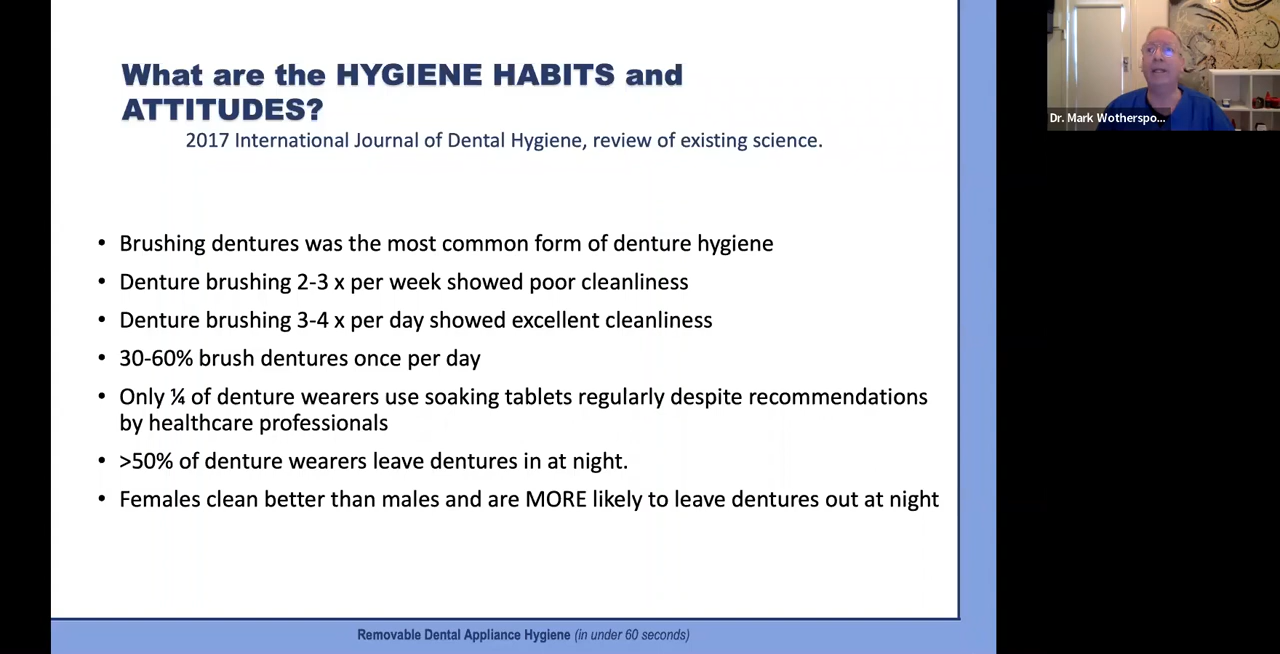 What are the HYGIENE HABITS and
ATTITUDES?
2017 International Journal of Dental Hygiene, review of existing science.
• Brushing dentures was the most common form of denture hygiene
• Denture brushing 2-3 x per week showed poor cleanliness
• Denture brushing 3-4 x per day showed excellent cleanliness
• 30-60% brush dentures once per day
• Only ¼ of denture wearers use soaking tablets regularly despite recommendations
by healthcare professionals
• >50% of denture wearers leave dentures in at night.
• Females clean better than males and are MORE likely to leave dentures out at night
Removable Dental Appliance Hygiene (in under 60 seconds)
Dr. Mark Wotherspo...